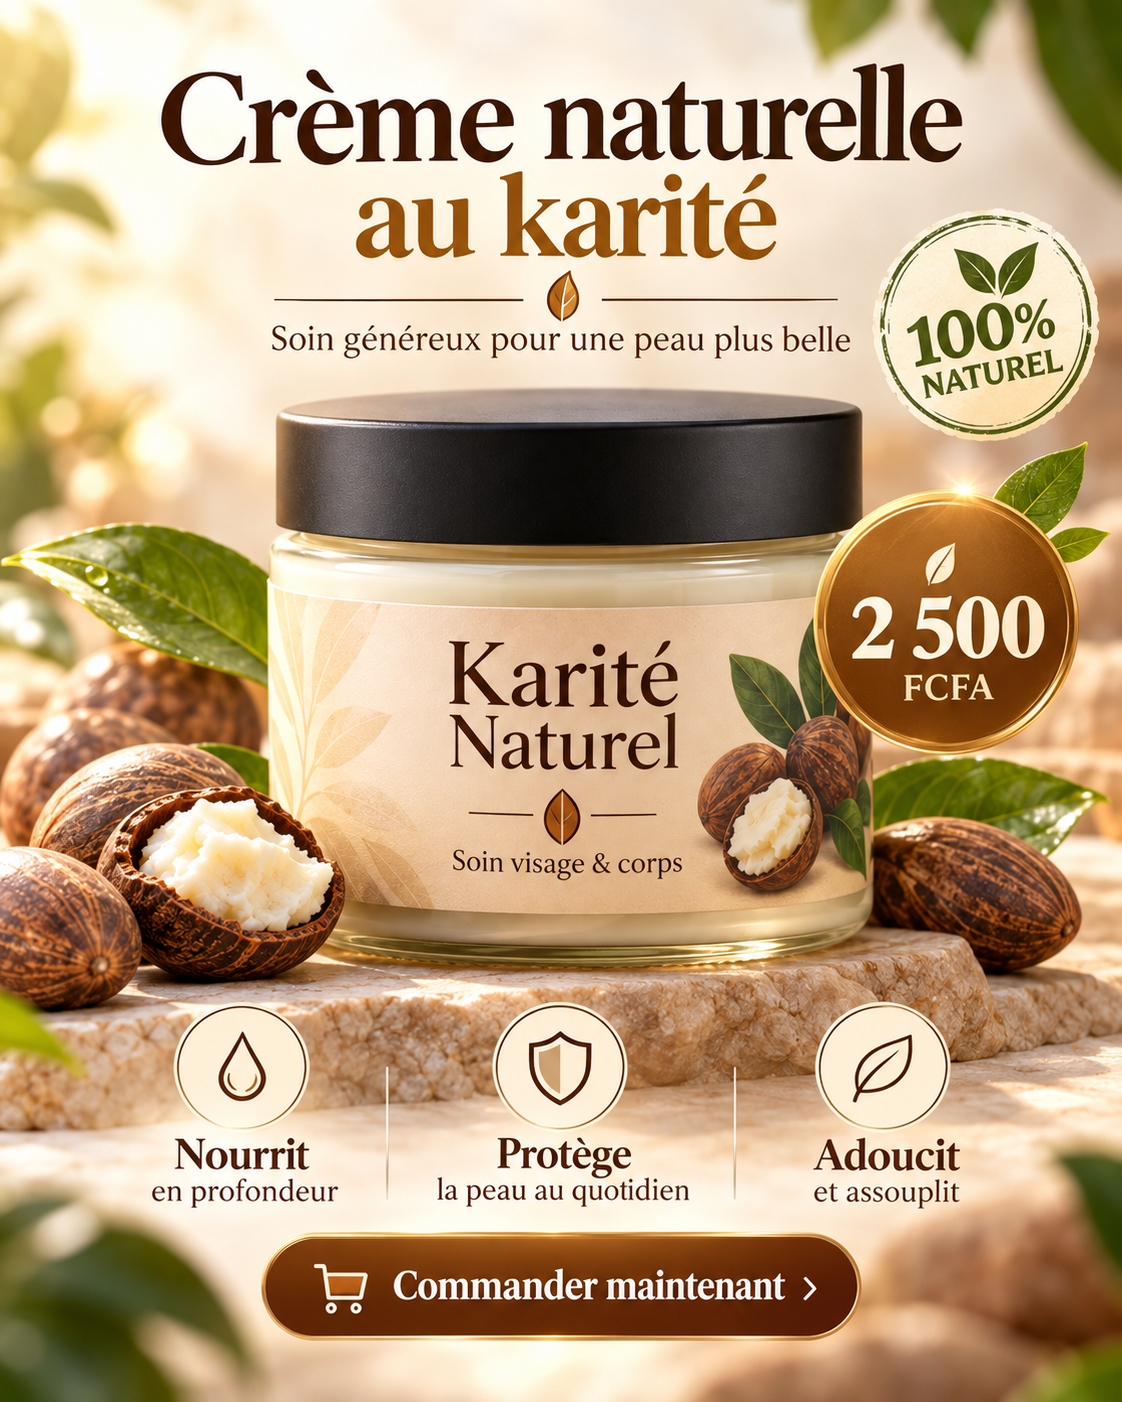 Crème naturelle
au karité
Soin généreux pour une peau plus belle
100%
NATUREL
2 500
FCFA
Karité
Naturel
Soin visage & corps
Nourrit
en profondeur
Protège
la peau au quotidien
Adoucit
et assouplit
Commander maintenant